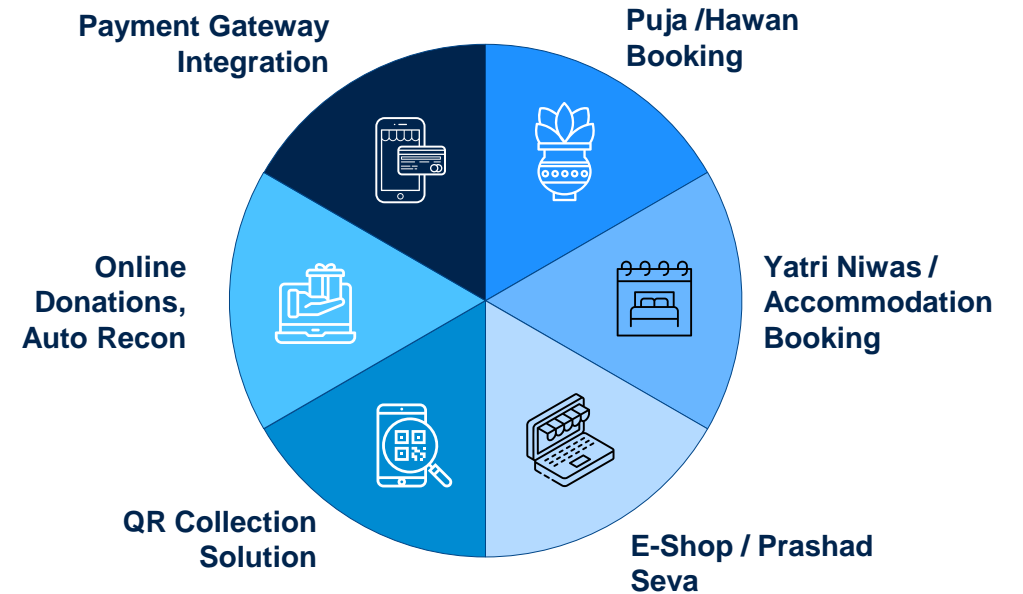 Payment Gateway
Integration
Puja /Hawan
Booking
Yatri Niwas /
Accommodation
Booking
E-Shop / Prashad
Seva
QR Collection
Solution
Online
Donations,
Auto Recon